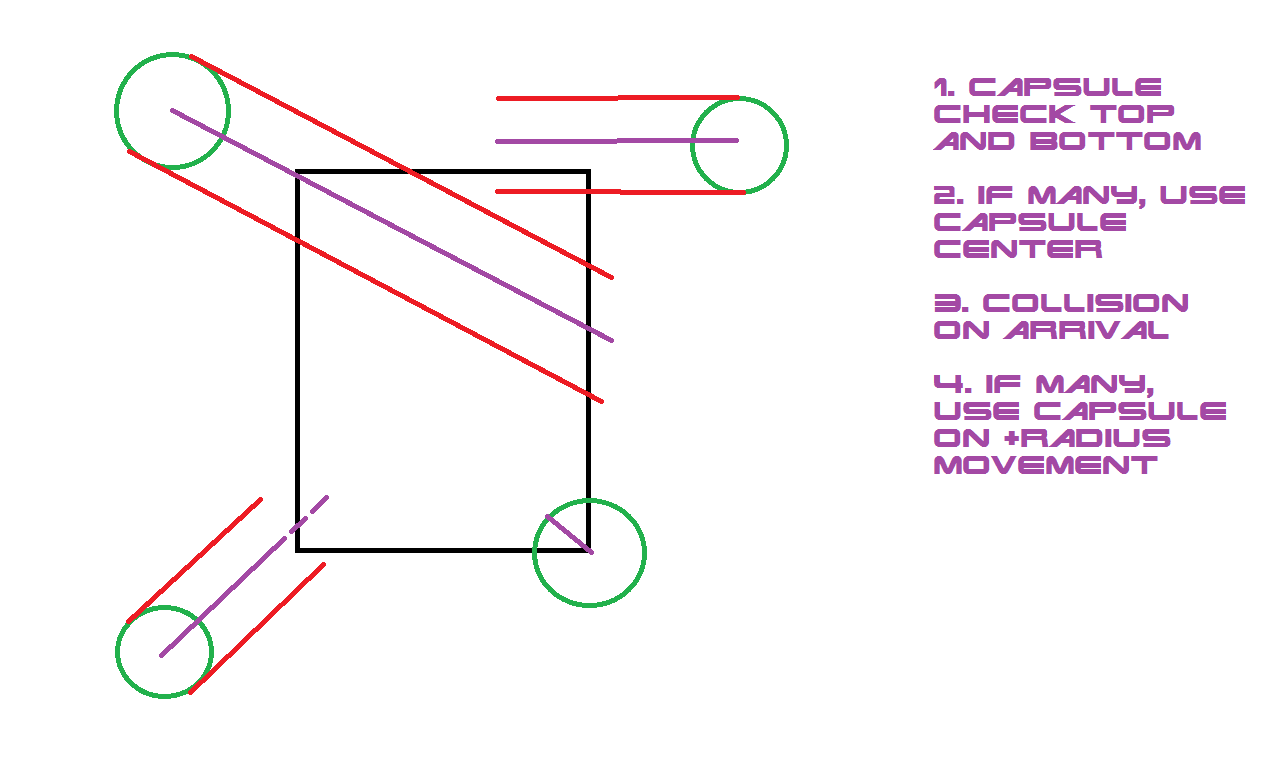 1. CAPSULE
CHECK TOP
AND BOTTOM
2. IF MANY, USE
CAPSULE
CENTER
3. COLLISION
ON ARRIVAL
4. IF MANY,
USE CAPSULE
ON +RADIUS
MOVEMENT